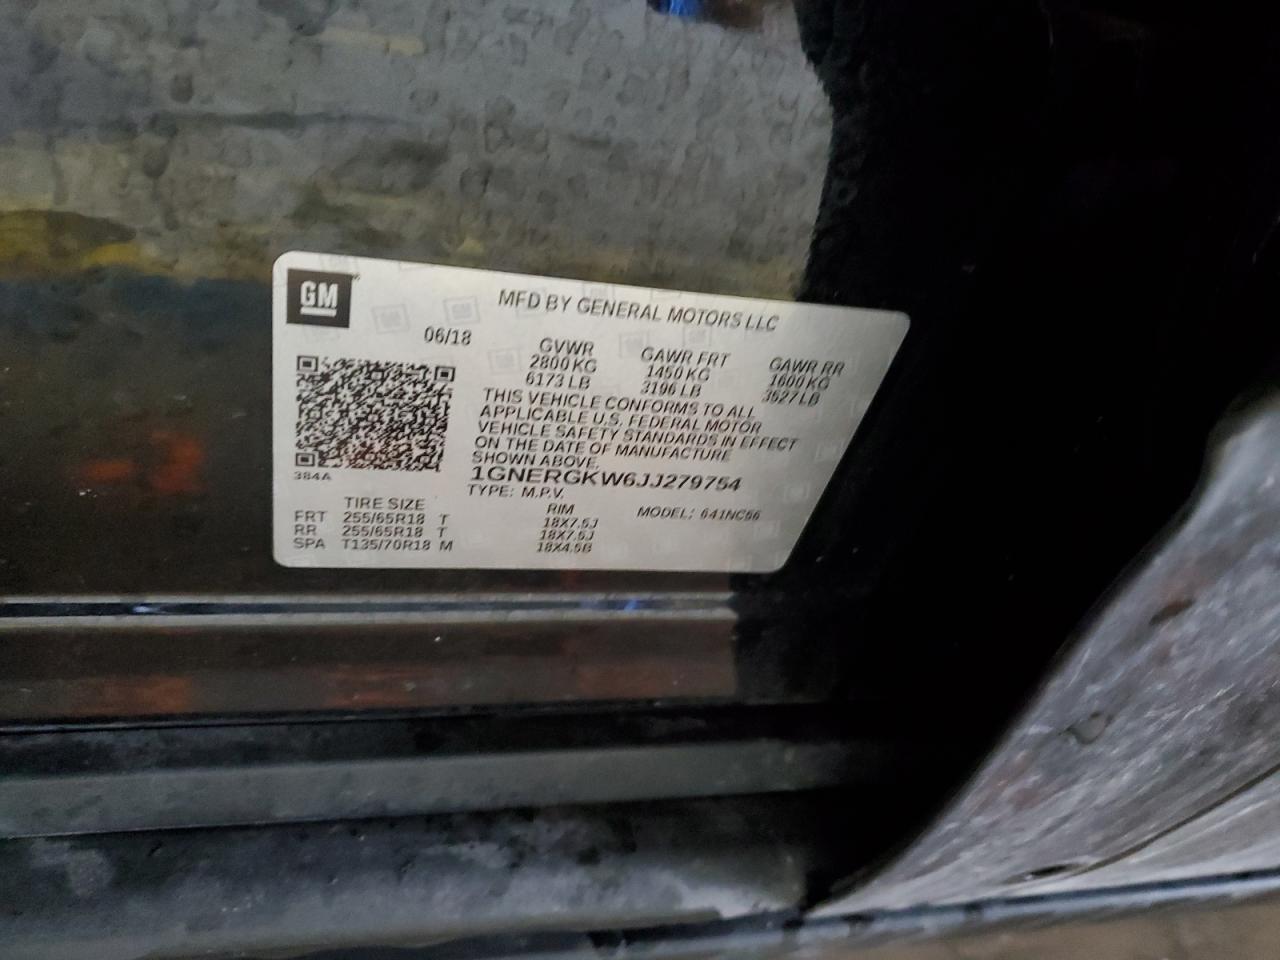 GM
MFD BY GENERAL MOTORS LLC
06/18
GVWR GAWR FRT GAWR RR
2800 KG 1450 KG 1600 KG
6173 LB 3196 LB 3527 LB
THIS VEHICLE CONFORMS TO ALL
APPLICABLE U.S. FEDERAL MOTOR
VEHICLE SAFETY STANDARDS IN EFFECT
ON THE DATE OF MANUFACTURE
SHOWN ABOVE.
384A
1GNERGKW6JJ279754
TYPE: M.P.V.
TIRE SIZE RIM MODEL: 641NC56
FRT 255/65R18 T 18X7.5J
RR 255/65R18 T 18X7.5J
SPA T135/70R18 M 18X4.5B